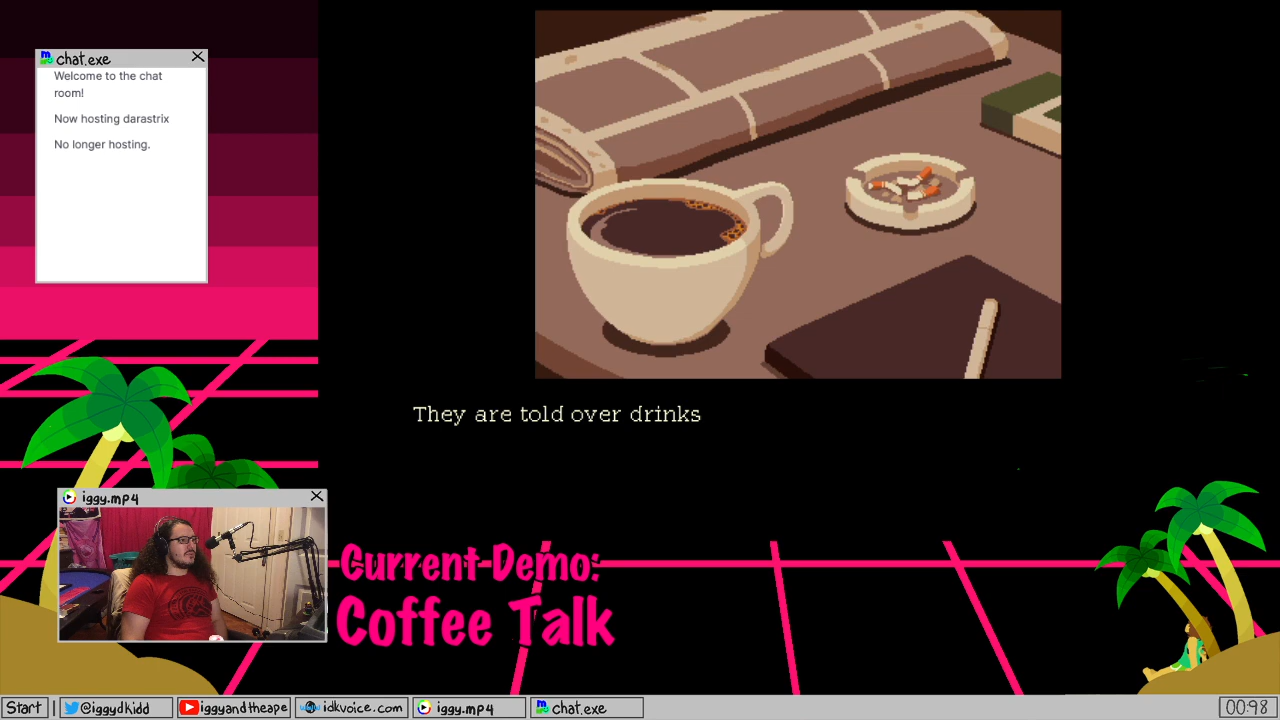 chat.exe
Welcome to the chat
room!
Now hosting darastrix
No longer hosting.
They are told over drinks
iggy.mp4
Current Demo:
Coffee Talk
Start | @iggydkidd iggyandtheape idkvoice.com iggy.mp4 chat.exe 00:98